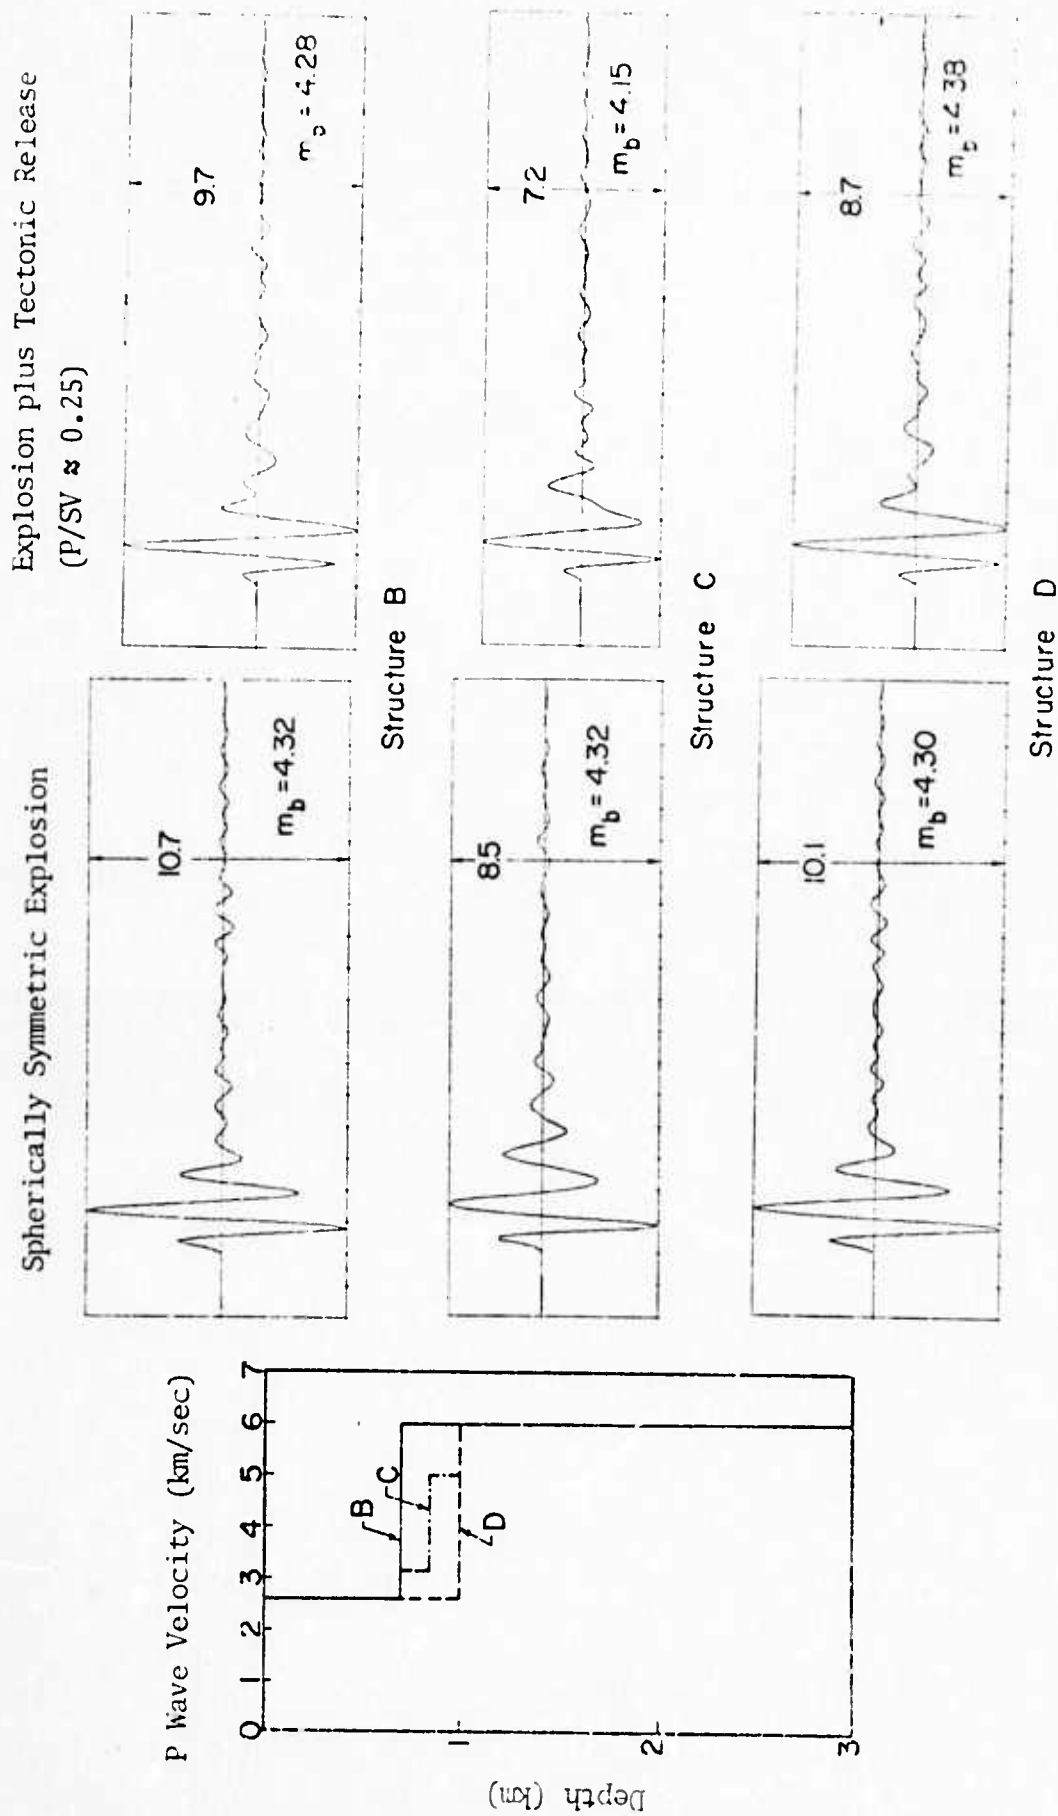 P Wave Velocity (km/sec)
0 1 2 3 4 5 6 7
Depth (km)
1
2
3
B
C
D
Spherically Symmetric Explosion
Explosion plus Tectonic Release
(P/SV ≈ 0.25)
10.7
m_b = 4.32
9.7
m_b = 4.28
Structure B
8.5
m_b = 4.32
7.2
m_b = 4.15
Structure C
10.1
m_b = 4.30
8.7
m_b = 4.38
Structure D